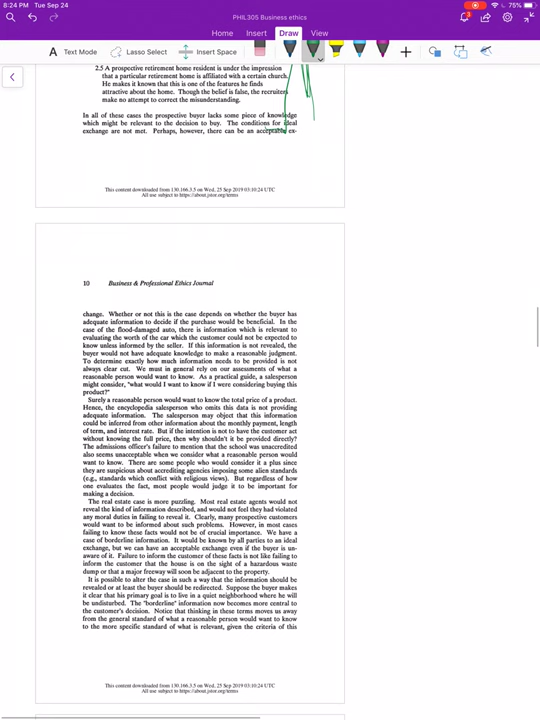 8:24 PM Tue Sep 24
75%
PHIL305 Business ethics
3
Home Insert Draw View
A Text Mode Lasso Select Insert Space
2.5 A prospective retirement home resident is under the impression
that a particular retirement home is affiliated with a certain church.
He makes it known that this is one of the features he finds
attractive about the home. Though the belief is false, the recruiters
make no attempt to correct the misunderstanding.
In all of these cases the prospective buyer lacks some piece of knowledge
which might be relevant to the decision to buy. The conditions for ideal
exchange are not met. Perhaps, however, there can be an acceptable ex-
This content downloaded from 130.166.3.5 on Wed, 25 Sep 2019 03:10:24 UTC
All use subject to https://about.jstor.org/terms
10 Business & Professional Ethics Journal
change. Whether or not this is the case depends on whether the buyer has
adequate information to decide if the purchase would be beneficial. In the
case of the flood-damaged auto, there is information which is relevant to
evaluating the worth of the car which the customer could not be expected to
know unless informed by the seller. If this information is not revealed, the
buyer would not have adequate knowledge to make a reasonable judgment.
To determine exactly how much information needs to be provided is not
always clear cut. We must in general rely on our assessments of what a
reasonable person would want to know. As a practical guide, a salesperson
might consider, "what would I want to know if I were considering buying this
product?"
Surely a reasonable person would want to know the total price of a product.
Hence, the encyclopedia salesperson who omits this data is not providing
adequate information. The salesperson may object that this information
could be inferred from other information about the monthly payment, length
of term, and interest rate. But if the intention is not to have the customer act
without knowing the full price, then why shouldn't it be provided directly?
The admissions officer's failure to mention that the school was unaccredited
also seems unacceptable when we consider what a reasonable person would
want to know. There are some people who would consider it a plus since
they are suspicious about accrediting agencies imposing some alien standards
(e.g., standards which conflict with religious views). But regardless of how
one evaluates the fact, most people would judge it to be important for
making a decision.
The real estate case is more puzzling. Most real estate agents would not
reveal the kind of information described, and would not feel they had violated
any moral duties in failing to reveal it. Clearly, many prospective customers
would want to be informed about such problems. However, in most cases
failing to know these facts would not be of crucial importance. We have a
case of borderline information. It would be known by all parties to an ideal
exchange, but we can have an acceptable exchange even if the buyer is un-
aware of it. Failure to inform the customer of these facts is not like failing to
inform the customer that the house is on the sight of a hazardous waste
dump or that a major freeway will soon be adjacent to the property.
It is possible to alter the case in such a way that the information should be
revealed or at least the buyer should be redirected. Suppose the buyer makes
it clear that his primary goal is to live in a quiet neighborhood where he will
be undisturbed. The "borderline" information now becomes more central to
the customer's decision. Notice that thinking in these terms moves us away
from the general standard of what a reasonable person would want to know
to the more specific standard of what is relevant, given the criteria of this
This content downloaded from 130.166.3.5 on Wed, 25 Sep 2019 03:10:24 UTC
All use subject to https://about.jstor.org/terms